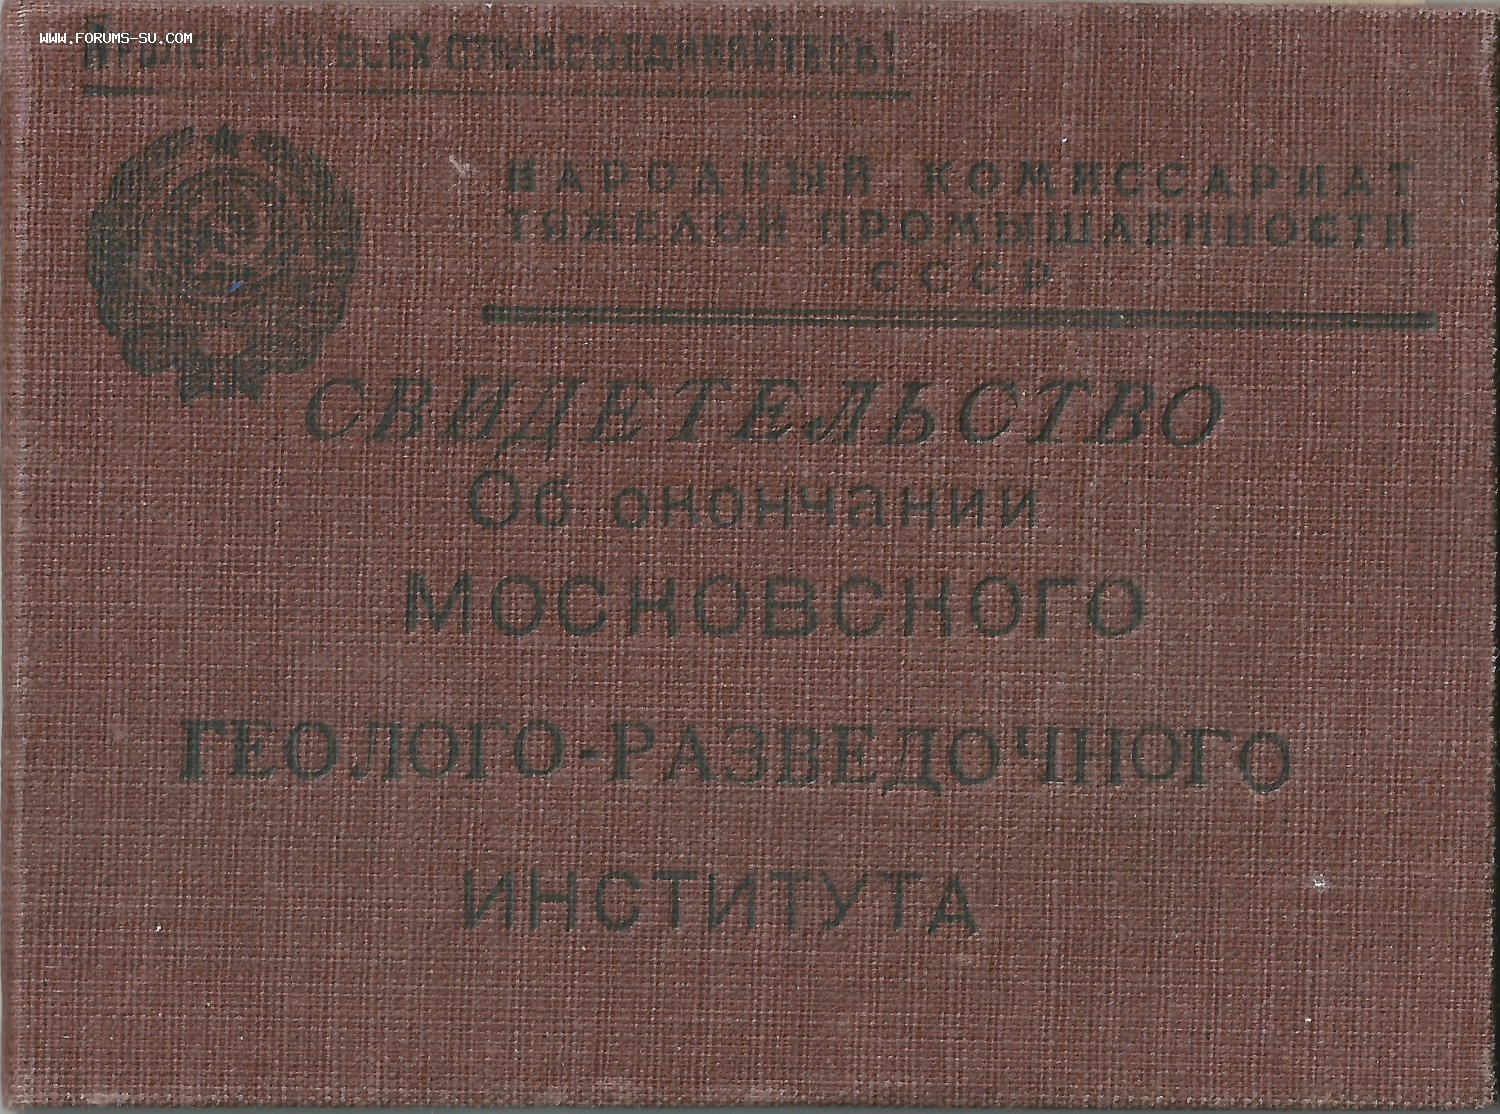 WWW.FORUMS-SU.COM
ПРОЛЕТАРИИ ВСЕХ СТРАН СОЕДИНЯЙТЕСЬ!
НАРОДНЫЙ КОМИССАРИАТ
ТЯЖЕЛОЙ ПРОМЫШЛЕННОСТИ
СССР
СВИДЕТЕЛЬСТВО
Об окончании
МОСКОВСКОГО
ГЕОЛОГО-РАЗВЕДОЧНОГО
ИНСТИТУТА